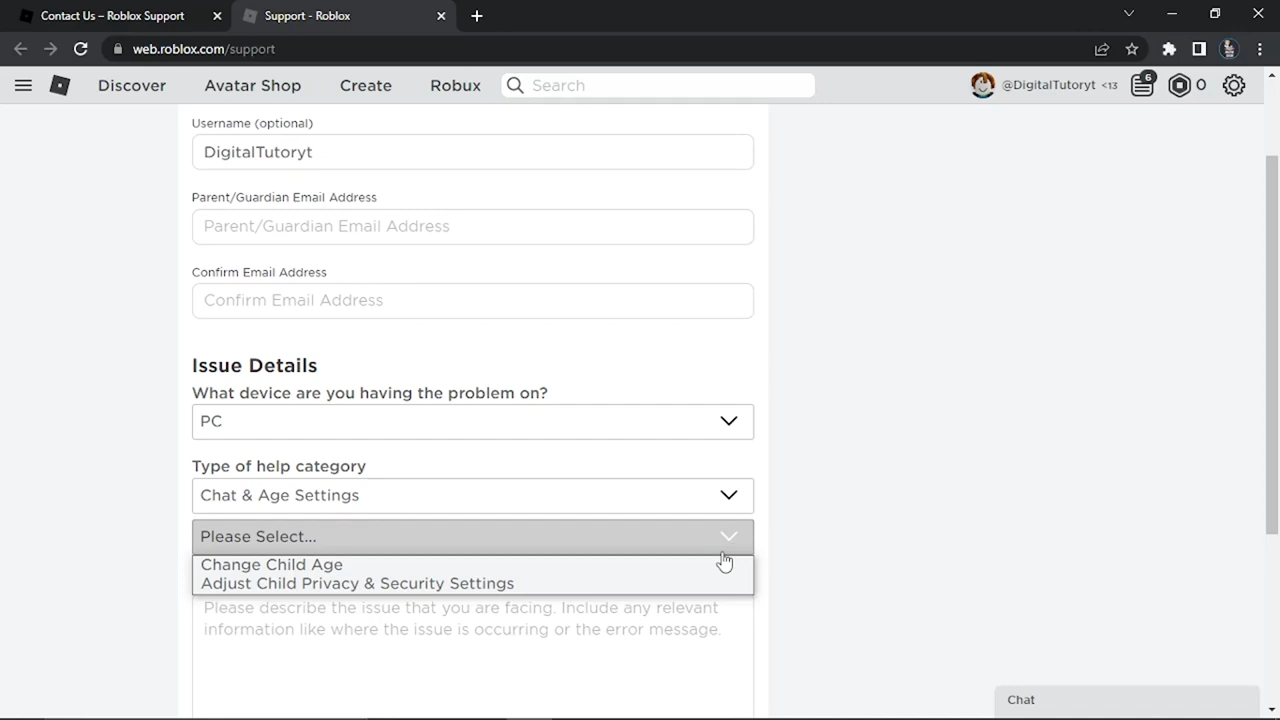 Contact Us – Roblox Support
Support - Roblox
web.roblox.com/support
Discover
Avatar Shop
Create
Robux
Search
@DigitalTutoryt <13
6
0
Username (optional)
DigitalTutoryt
Parent/Guardian Email Address
Parent/Guardian Email Address
Confirm Email Address
Confirm Email Address
Issue Details
What device are you having the problem on?
PC
Type of help category
Chat & Age Settings
Please Select...
Change Child Age
Adjust Child Privacy & Security Settings
Please describe the issue that you are facing. Include any relevant
information like where the issue is occurring or the error message.
Chat